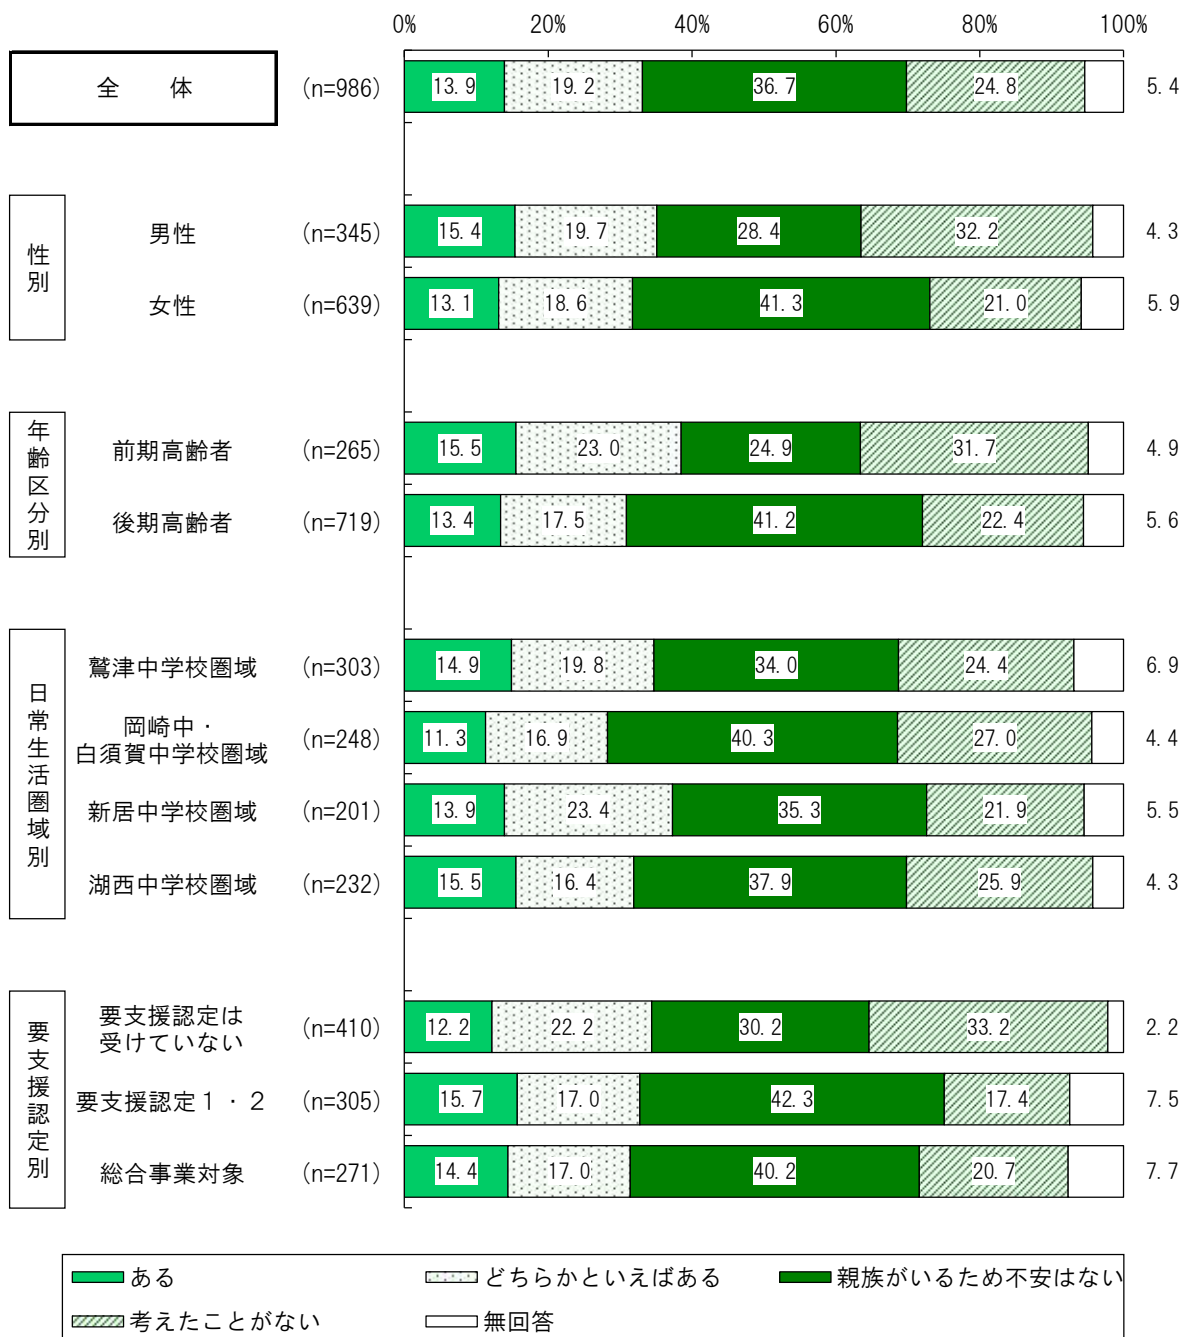 0% 20% 40% 60% 80% 100%
全 体 (n=986) 13.9 19.2 36.7 24.8 5.4
性別
男性 (n=345) 15.4 19.7 28.4 32.2 4.3
女性 (n=639) 13.1 18.6 41.3 21.0 5.9
年齢区分別
前期高齢者 (n=265) 15.5 23.0 24.9 31.7 4.9
後期高齢者 (n=719) 13.4 17.5 41.2 22.4 5.6
日常生活圏域別
鷲津中学校圏域 (n=303) 14.9 19.8 34.0 24.4 6.9
岡崎中・
白須賀中学校圏域 (n=248) 11.3 16.9 40.3 27.0 4.4
新居中学校圏域 (n=201) 13.9 23.4 35.3 21.9 5.5
湖西中学校圏域 (n=232) 15.5 16.4 37.9 25.9 4.3
要支援認定別
要支援認定は
受けていない (n=410) 12.2 22.2 30.2 33.2 2.2
要支援認定１・２ (n=305) 15.7 17.0 42.3 17.4 7.5
総合事業対象 (n=271) 14.4 17.0 40.2 20.7 7.7
ある どちらかといえばある 親族がいるため不安はない
考えたことがない 無回答